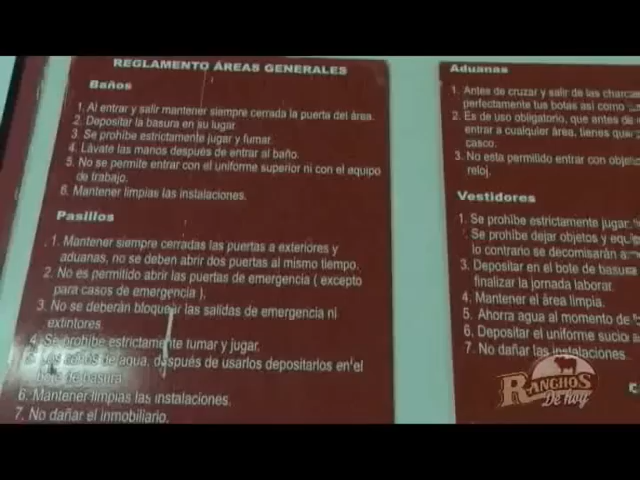 REGLAMENTO ÁREAS GENERALES
Baños
1. Al entrar y salir mantener siempre cerrada la puerta del área.
2. Depositar la basura en su lugar.
3. Se prohibe estrictamente jugar y fumar.
4. Lávate las manos después de entrar al baño.
5. No se permite entrar con el uniforme superior ni con el equipo
de trabajo.
6. Mantener limpias las instalaciones.
Pasillos
1. Mantener siempre cerradas las puertas a exteriores y
aduanas, no se deben abrir dos puertas al mismo tiempo.
2. No es permitido abrir las puertas de emergencia ( excepto
para casos de emergencia ).
3. No se deberán bloquear las salidas de emergencia ni
extintores.
4. Se prohibe estrictamente fumar y jugar.
de agua, después de usarlos depositarlos en el
bote de basura
6. Mantener limpias las instalaciones.
7. No dañar el inmobiliario.
Aduanas
1. Antes de cruzar y salir de las
perfectamente tus botas así como
2. Es de uso obligatorio, que antes de
entrar a cualquier área, tienes que
casco.
3. No esta permitido entrar con
reloj.
Vestidores
1. Se prohibe estrictamente jugar
Se prohibe dejar objetos y
lo contrario se decomisarán
3. Depositar en el bote de basura
finalizar la jornada laborar.
4. Mantener el área limpia.
5. Ahorra agua al momento de
6. Depositar el uniforme sucio
7. No dañar las instalaciones
RANCHOS
De hoy